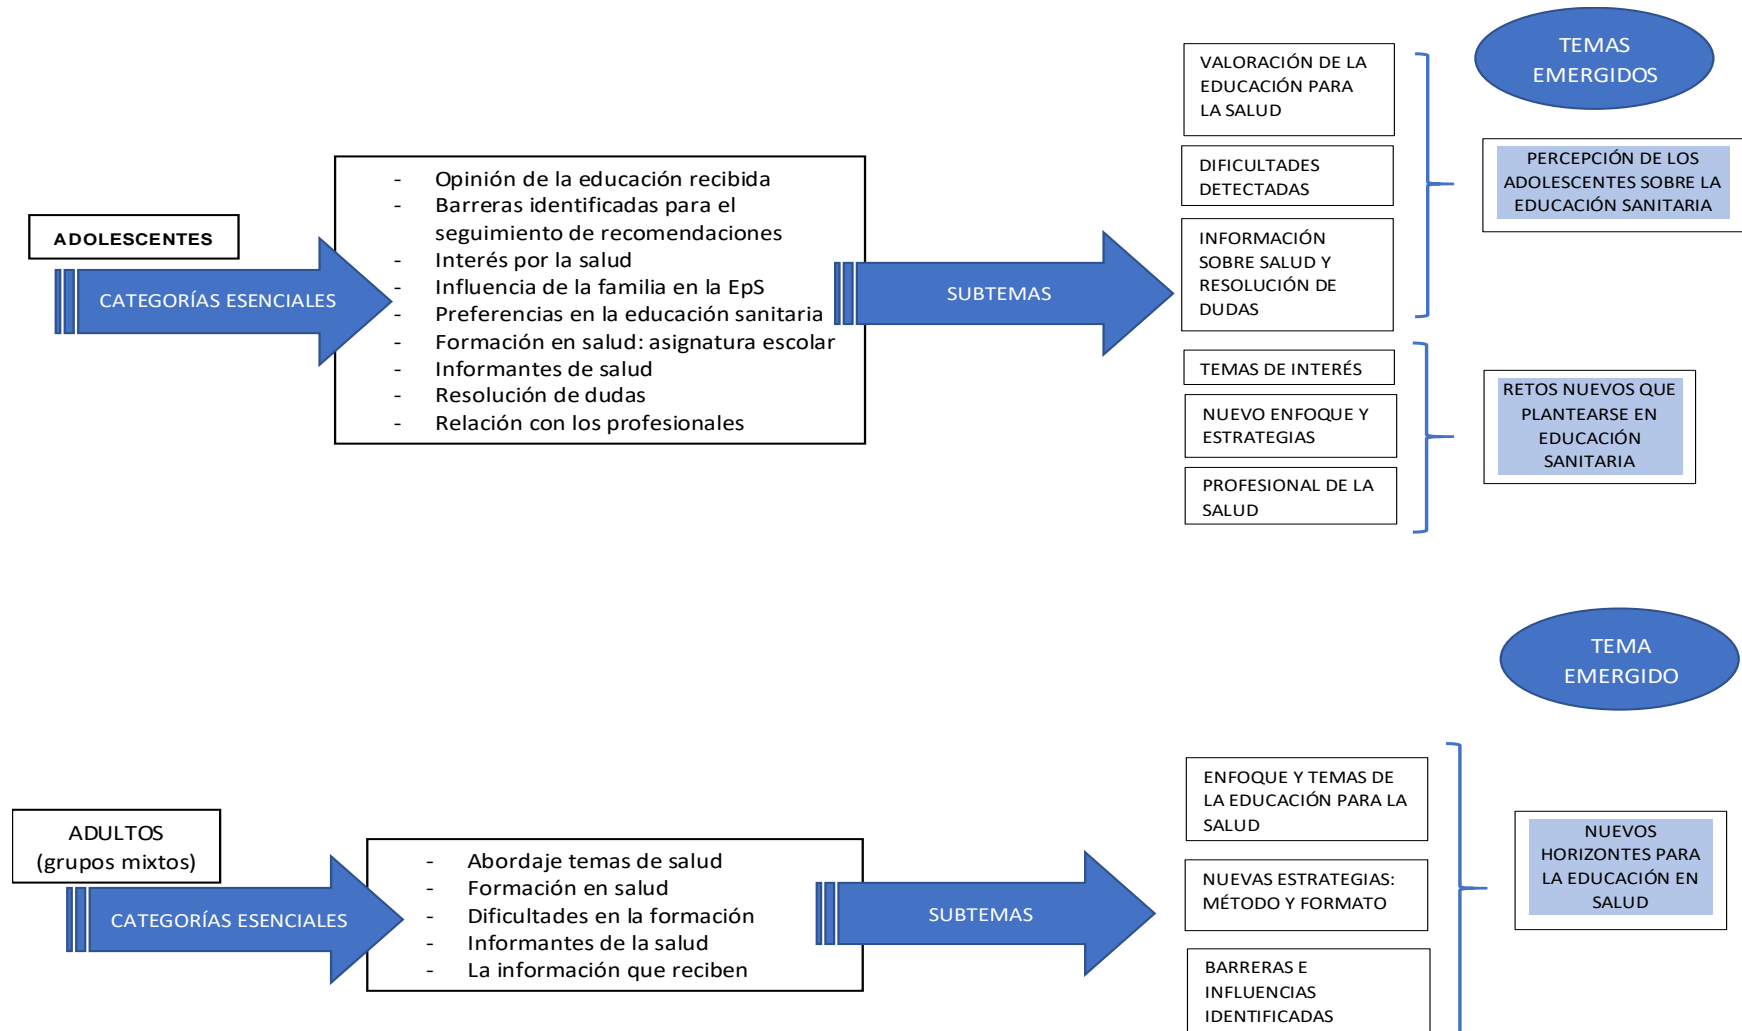 TEMAS
EMERGIDOS
ADOLESCENTES
CATEGORÍAS ESENCIALES
- Opinión de la educación recibida
- Barreras identificadas para el
seguimiento de recomendaciones
- Interés por la salud
- Influencia de la familia en la EpS
- Preferencias en la educación sanitaria
- Formación en salud: asignatura escolar
- Informantes de salud
- Resolución de dudas
- Relación con los profesionales
SUBTEMAS
VALORACIÓN DE LA
EDUCACIÓN PARA
LA SALUD
DIFICULTADES
DETECTADAS
INFORMACIÓN
SOBRE SALUD Y
RESOLUCIÓN DE
DUDAS
PERCEPCIÓN DE LOS
ADOLESCENTES SOBRE LA
EDUCACIÓN SANITARIA
TEMAS DE INTERÉS
NUEVO ENFOQUE Y
ESTRATEGIAS
PROFESIONAL DE LA
SALUD
RETOS NUEVOS QUE
PLANTEARSE EN
EDUCACIÓN
SANITARIA
TEMA
EMERGIDO
ADULTOS
(grupos mixtos)
CATEGORÍAS ESENCIALES
- Abordaje temas de salud
- Formación en salud
- Dificultades en la formación
- Informantes de la salud
- La información que reciben
SUBTEMAS
ENFOQUE Y TEMAS DE
LA EDUCACIÓN PARA LA
SALUD
NUEVAS ESTRATEGIAS:
MÉTODO Y FORMATO
BARRERAS E
INFLUENCIAS
IDENTIFICADAS
NUEVOS
HORIZONTES PARA
LA EDUCACIÓN EN
SALUD